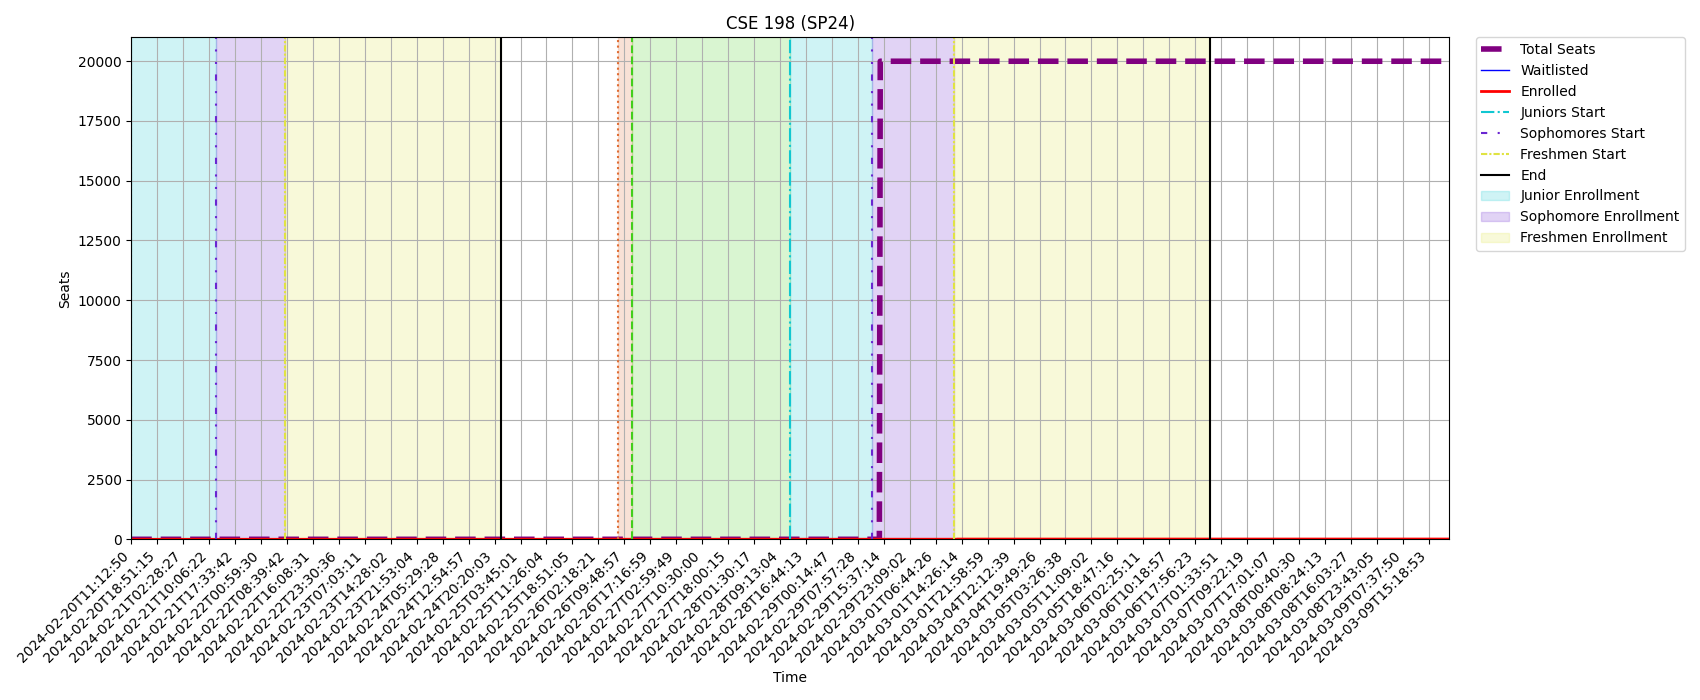 CSE 198 (SP24)
Seats
20000
17500
15000
12500
10000
7500
5000
2500
0
2024-02-20T11:12:50
2024-02-20T18:51:15
2024-02-21T02:28:27
2024-02-21T10:06:22
2024-02-21T17:33:42
2024-02-22T00:59:30
2024-02-22T08:39:42
2024-02-22T16:08:31
2024-02-22T23:30:36
2024-02-23T07:03:11
2024-02-23T14:28:02
2024-02-23T21:53:04
2024-02-24T05:29:28
2024-02-24T12:54:57
2024-02-24T20:20:03
2024-02-25T03:45:01
2024-02-25T11:26:04
2024-02-25T18:51:05
2024-02-26T02:18:21
2024-02-26T09:48:57
2024-02-26T17:16:59
2024-02-27T02:59:49
2024-02-27T10:30:00
2024-02-27T18:00:15
2024-02-28T01:30:17
2024-02-28T09:13:04
2024-02-28T16:44:13
2024-02-29T00:14:47
2024-02-29T07:57:28
2024-02-29T15:37:14
2024-02-29T23:09:02
2024-03-01T06:44:26
2024-03-01T14:26:14
2024-03-01T21:58:59
2024-03-04T12:12:39
2024-03-04T19:49:26
2024-03-05T03:26:38
2024-03-05T11:09:02
2024-03-05T18:47:16
2024-03-06T02:25:11
2024-03-06T10:18:57
2024-03-06T17:56:23
2024-03-07T01:33:51
2024-03-07T09:22:19
2024-03-07T17:01:07
2024-03-08T00:40:30
2024-03-08T08:24:13
2024-03-08T16:03:27
2024-03-08T23:43:05
2024-03-09T07:37:50
2024-03-09T15:18:53
Time
Total Seats
Waitlisted
Enrolled
Juniors Start
Sophomores Start
Freshmen Start
End
Junior Enrollment
Sophomore Enrollment
Freshmen Enrollment